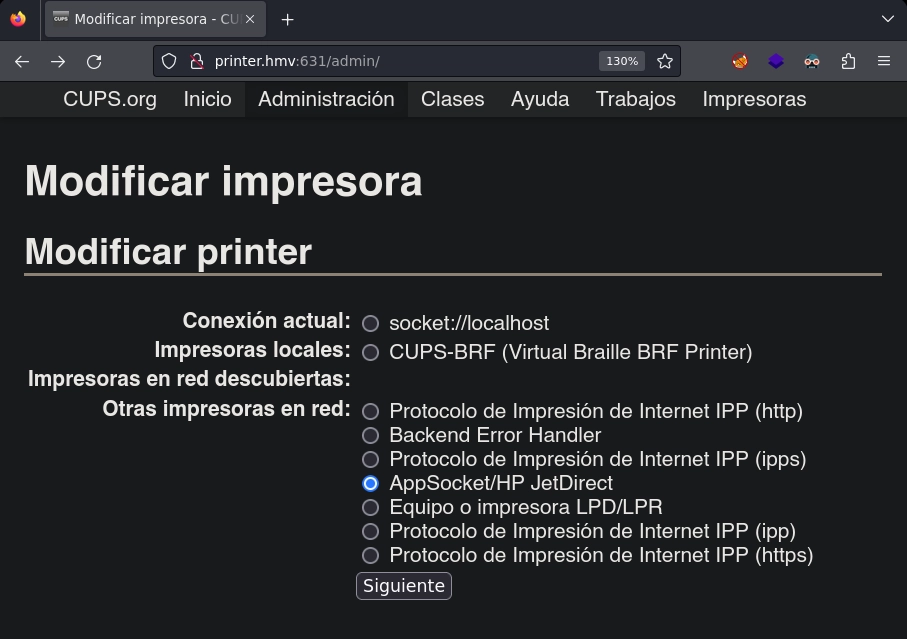 CUPS Modificar impresora - CU
printer.hmv:631/admin/ 130%
CUPS.org Inicio Administración Clases Ayuda Trabajos Impresoras
Modificar impresora
Modificar printer
Conexión actual: socket://localhost
Impresoras locales: CUPS-BRF (Virtual Braille BRF Printer)
Impresoras en red descubiertas:
Otras impresoras en red: Protocolo de Impresión de Internet IPP (http)
Backend Error Handler
Protocolo de Impresión de Internet IPP (ipps)
AppSocket/HP JetDirect
Equipo o impresora LPD/LPR
Protocolo de Impresión de Internet IPP (ipp)
Protocolo de Impresión de Internet IPP (https)
Siguiente